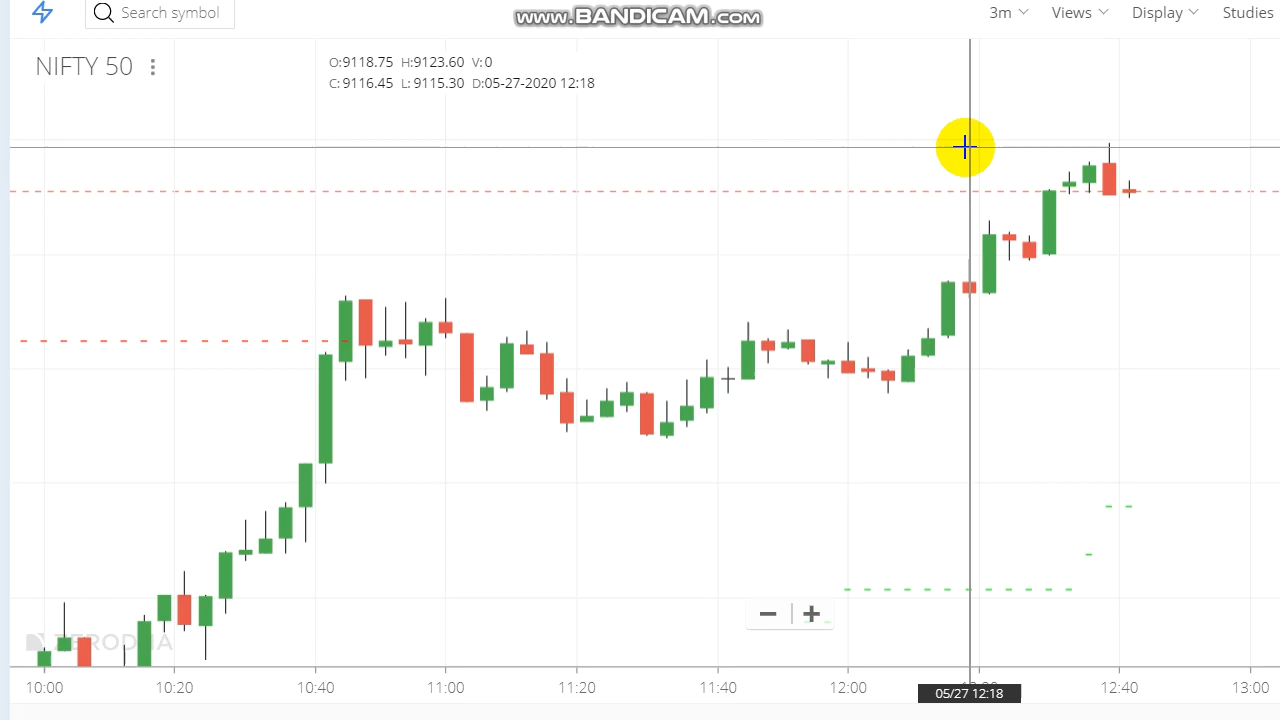 Search symbol
www.BANDICAM.com
3m Views Display Studies
NIFTY 50
O:9118.75 H:9123.60 V:0
C:9116.45 L:9115.30 D:05-27-2020 12:18
ZERODHA
10:00 10:20 10:40 11:00 11:20 11:40 12:00 12:40 13:00
05/27 12:18